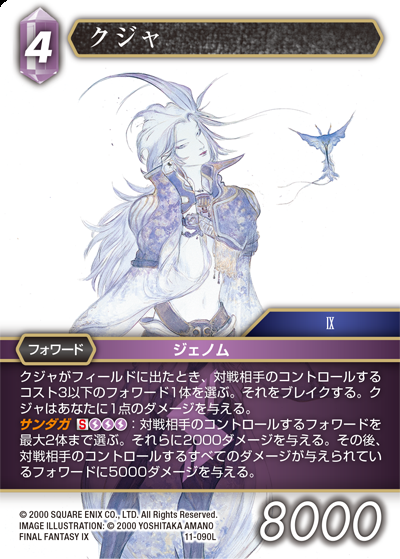 4
クジャ
IX
フォワード
ジェノム
クジャがフィールドに出たとき、対戦相手のコントロールする
コスト3以下のフォワード1体を選ぶ。それをブレイクする。ク
ジャはあなたに1点のダメージを与える。
サンダガ S:対戦相手のコントロールするフォワードを
最大2体まで選ぶ。それらに2000ダメージを与える。その後、
対戦相手のコントロールするすべてのダメージが与えられてい
るフォワードに5000ダメージを与える。
© 2000 SQUARE ENIX CO., LTD. All Rights Reserved.
IMAGE ILLUSTRATION: © 2000 YOSHITAKA AMANO
FINAL FANTASY IX 11-090L
8000